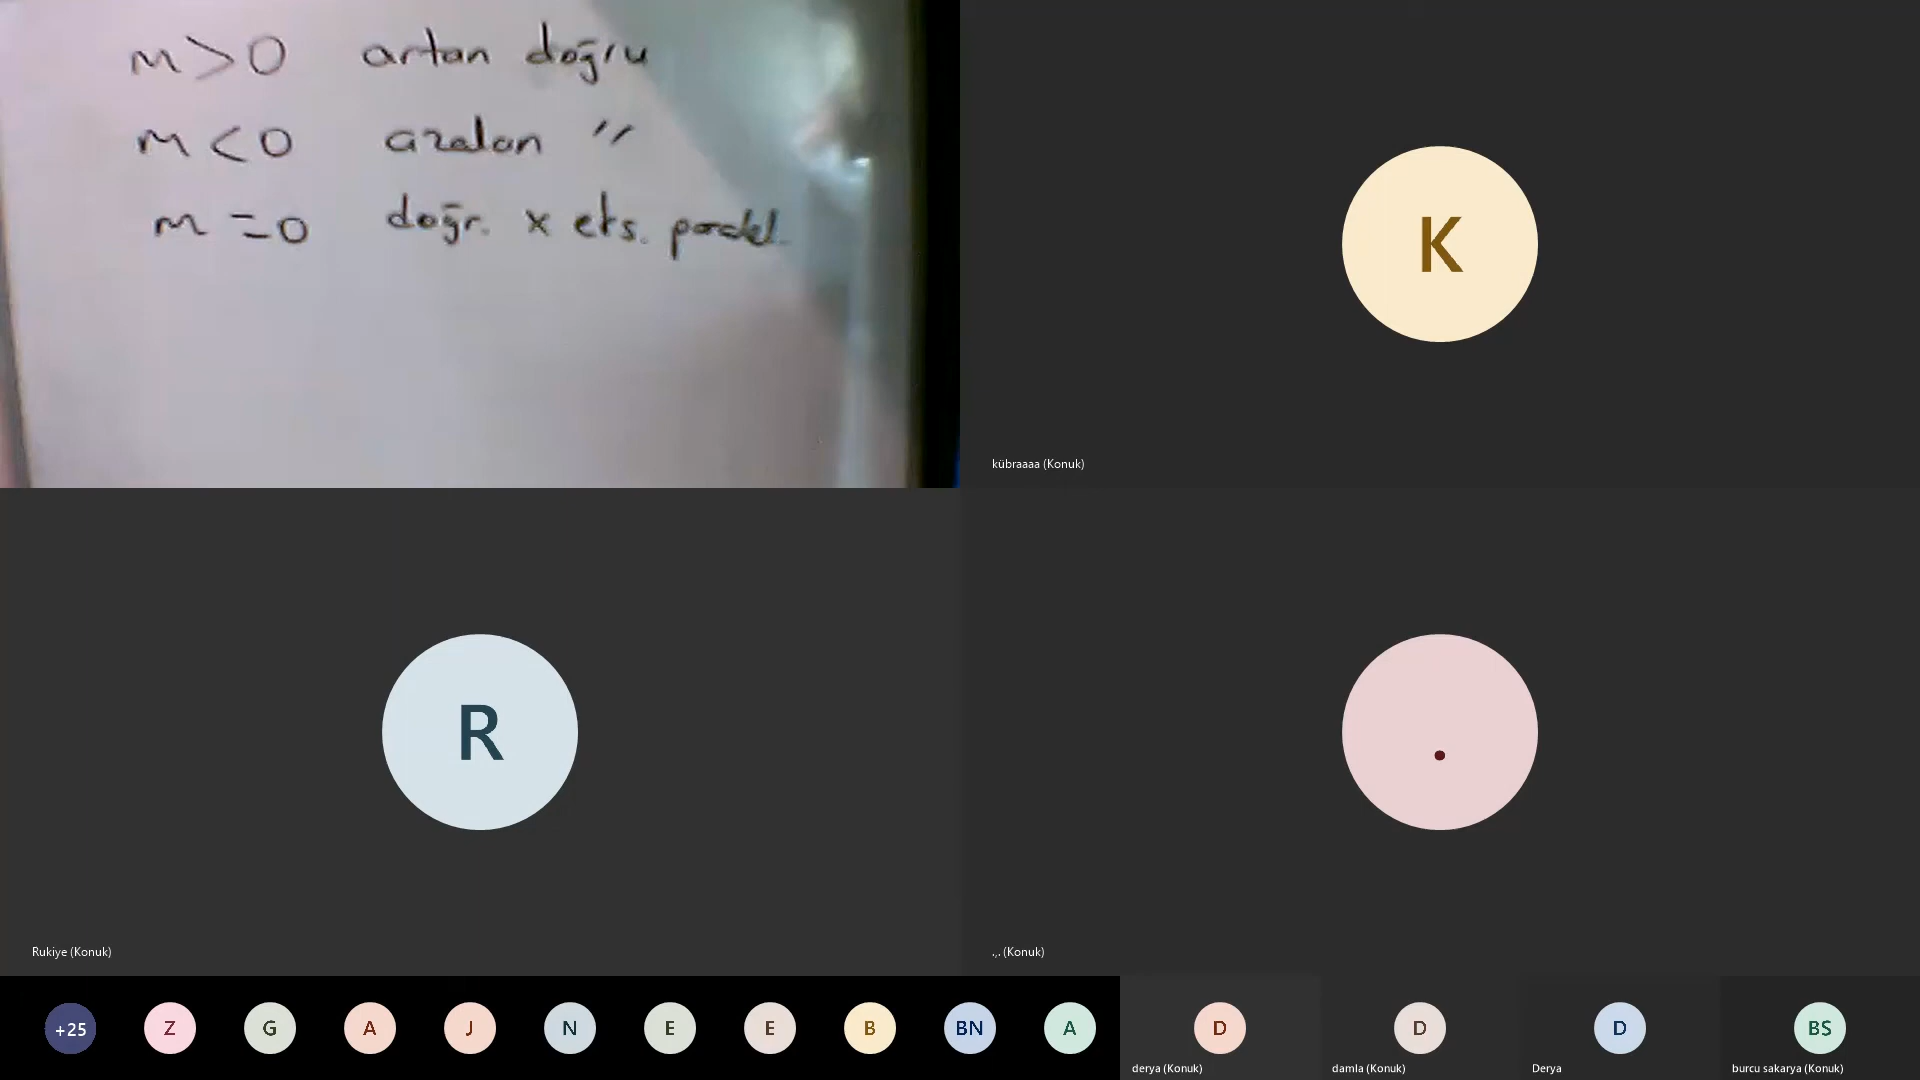 m>0 artan doğru
m<0 azalan "
m=0 doğr. x eks. paralel.
K
kübraaaa (Konuk)
R
Rukiye (Konuk)
.
.,. (Konuk)
+25
Z
G
A
J
N
E
E
B
BN
A
D
derya (Konuk)
D
damla (Konuk)
D
Derya
BS
burcu sakarya (Konuk)